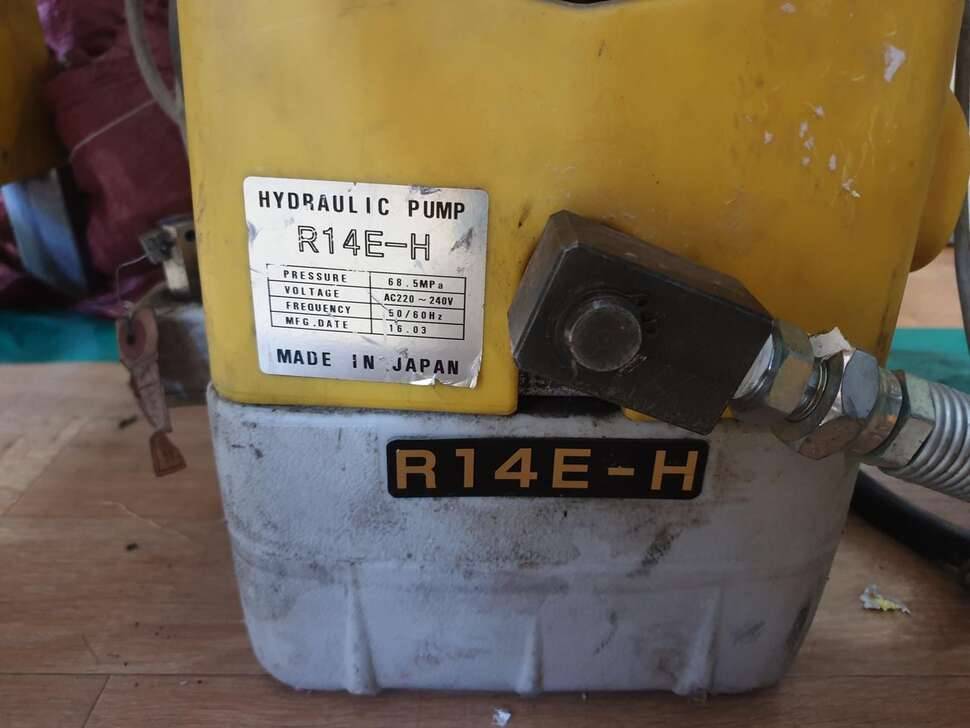 HYDRAULIC PUMP
R14E-H
PRESSURE 68.5MPa
VOLTAGE AC220~240V
FREQUENCY 50/60Hz
MFG.DATE 16.03
MADE IN JAPAN
R14E-H